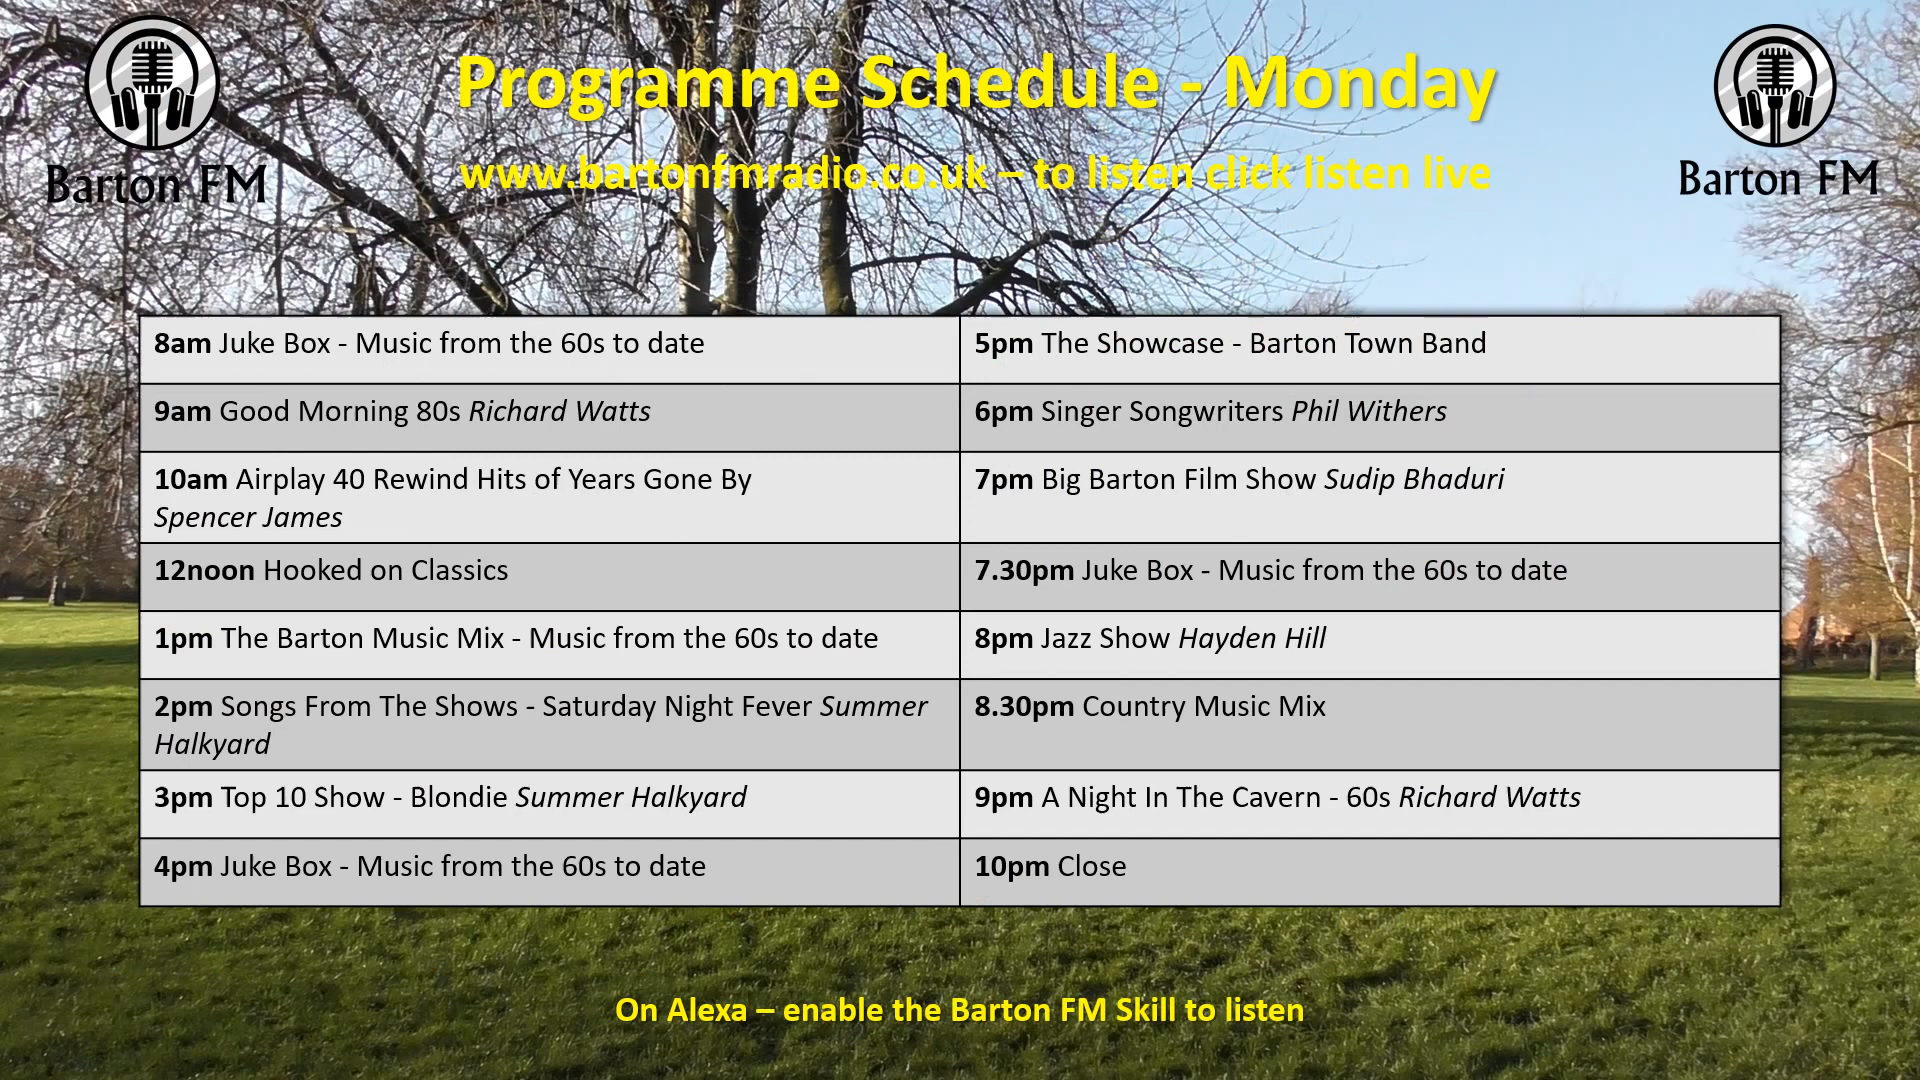 Programme Schedule - Monday
www.bartonfmradio.co.uk – to listen click listen live
Barton FM
Barton FM
8am Juke Box - Music from the 60s to date
9am Good Morning 80s Richard Watts
10am Airplay 40 Rewind Hits of Years Gone By
Spencer James
12noon Hooked on Classics
1pm The Barton Music Mix - Music from the 60s to date
2pm Songs From The Shows - Saturday Night Fever Summer
Halkyard
3pm Top 10 Show - Blondie Summer Halkyard
4pm Juke Box - Music from the 60s to date
5pm The Showcase - Barton Town Band
6pm Singer Songwriters Phil Withers
7pm Big Barton Film Show Sudip Bhaduri
7.30pm Juke Box - Music from the 60s to date
8pm Jazz Show Hayden Hill
8.30pm Country Music Mix
9pm A Night In The Cavern - 60s Richard Watts
10pm Close
On Alexa – enable the Barton FM Skill to listen